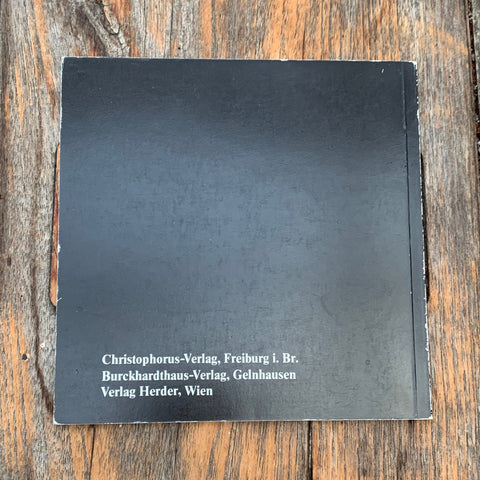 Christophorus-Verlag, Freiburg i. Br.
Burckhardthaus-Verlag, Gelnhausen
Verlag Herder, Wien